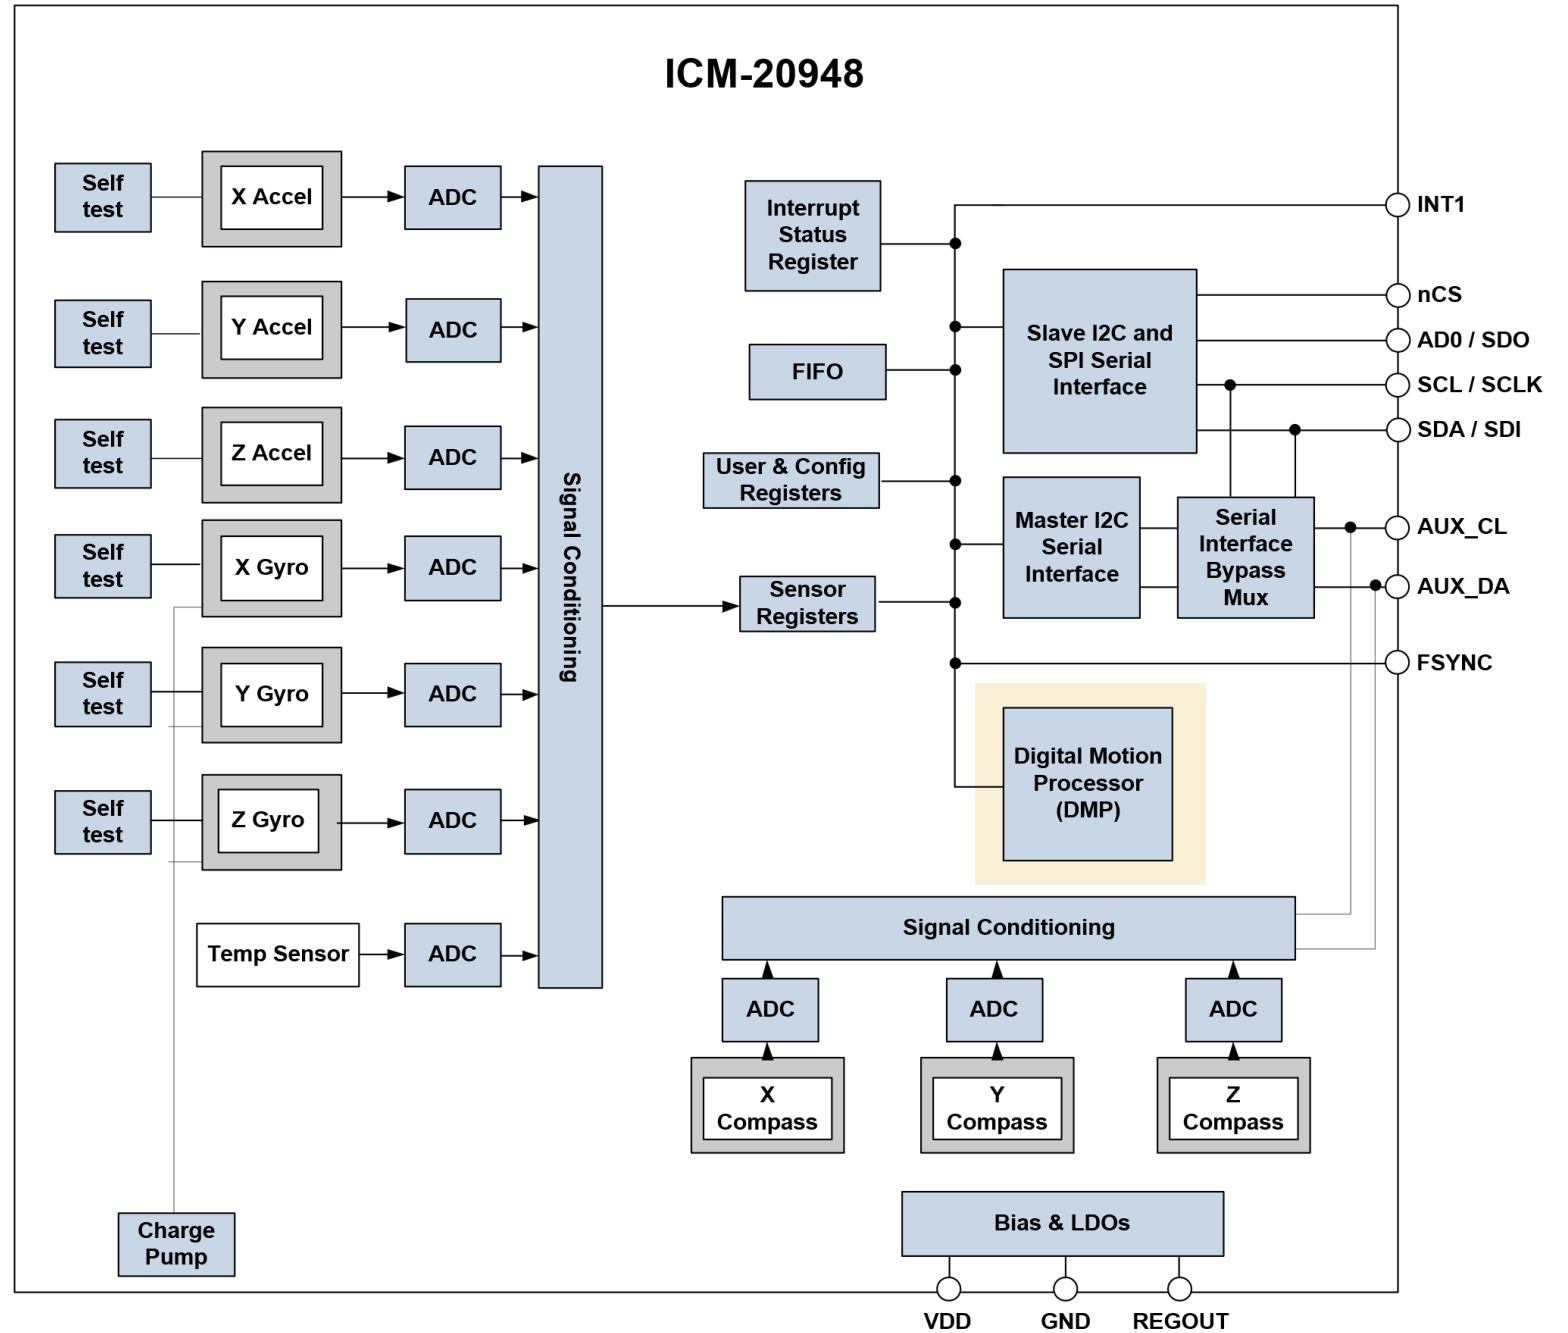 ICM-20948
Self
test
X Accel
ADC
Self
test
Y Accel
ADC
Self
test
Z Accel
ADC
Self
test
X Gyro
ADC
Self
test
Y Gyro
ADC
Self
test
Z Gyro
ADC
Temp Sensor
ADC
Signal Conditioning
Charge
Pump
Interrupt
Status
Register
FIFO
User & Config
Registers
Sensor
Registers
Slave I2C and
SPI Serial
Interface
Master I2C
Serial
Interface
Serial
Interface
Bypass
Mux
Digital Motion
Processor
(DMP)
INT1
nCS
AD0 / SDO
SCL / SCLK
SDA / SDI
AUX_CL
AUX_DA
FSYNC
Signal Conditioning
ADC
ADC
ADC
X
Compass
Y
Compass
Z
Compass
Bias & LDOs
VDD
GND
REGOUT